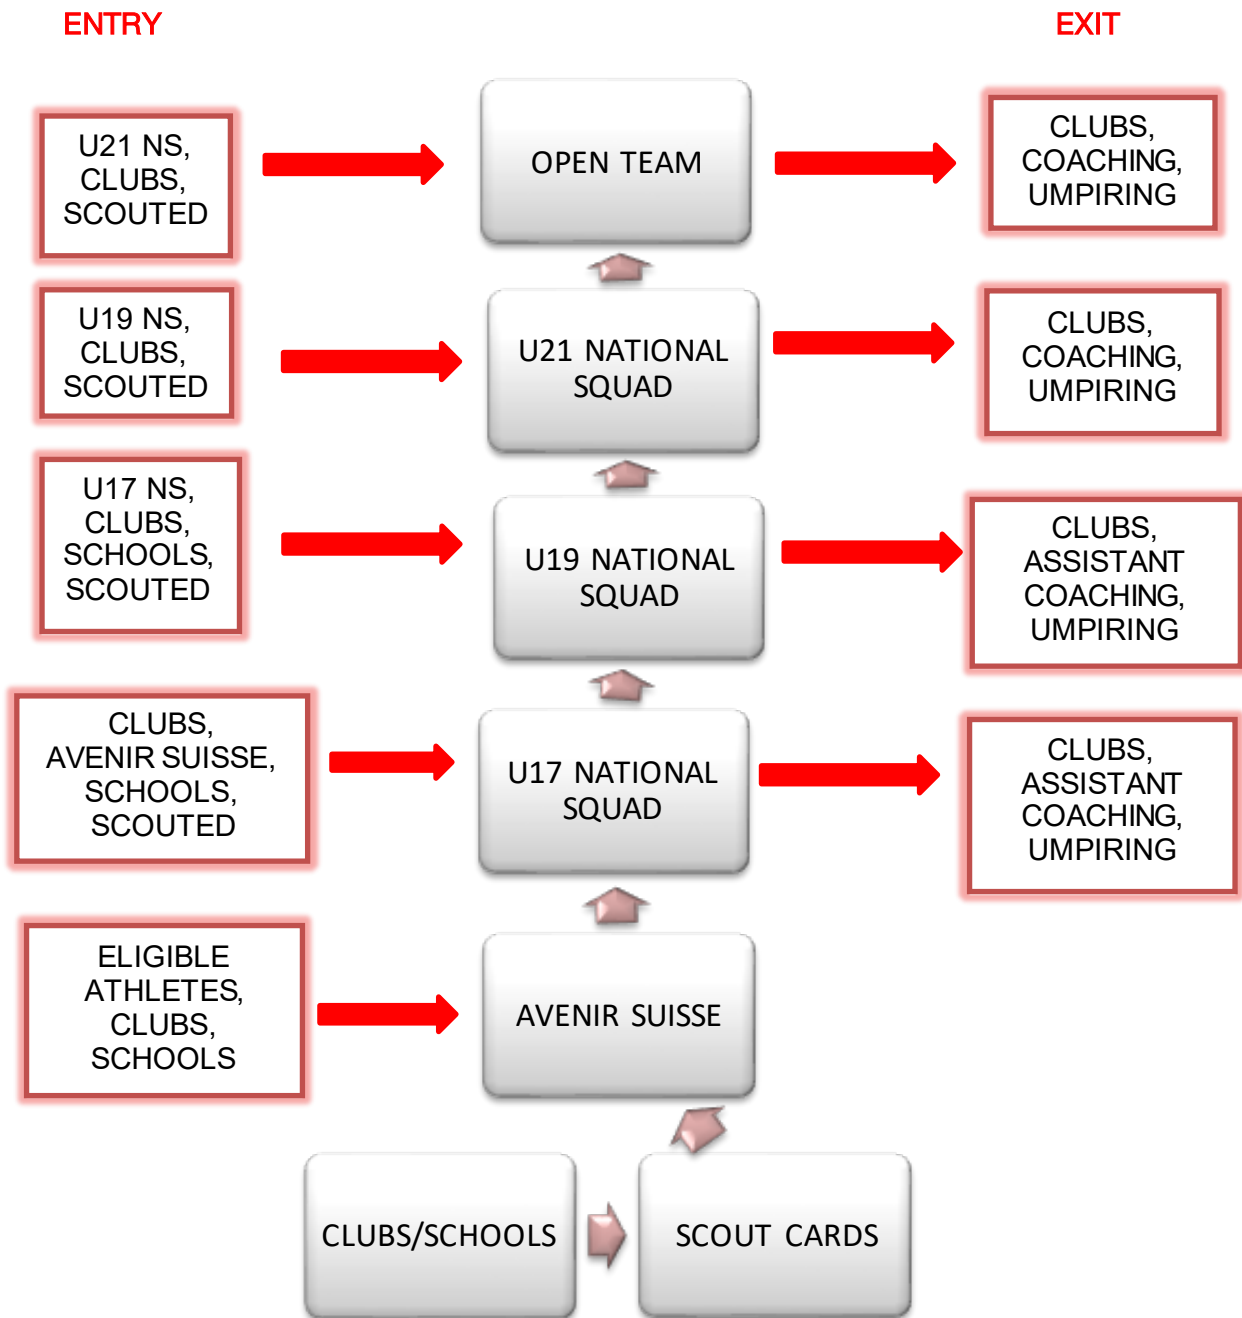 ENTRY
EXIT
U21 NS,
CLUBS,
SCOUTED
OPEN TEAM
CLUBS,
COACHING,
UMPIRING
U19 NS,
CLUBS,
SCOUTED
U21 NATIONAL
SQUAD
CLUBS,
COACHING,
UMPIRING
U17 NS,
CLUBS,
SCHOOLS,
SCOUTED
U19 NATIONAL
SQUAD
CLUBS,
ASSISTANT
COACHING,
UMPIRING
CLUBS,
AVENIR SUISSE,
SCHOOLS,
SCOUTED
U17 NATIONAL
SQUAD
CLUBS,
ASSISTANT
COACHING,
UMPIRING
ELIGIBLE
ATHLETES,
CLUBS,
SCHOOLS
AVENIR SUISSE
CLUBS/SCHOOLS
SCOUT CARDS